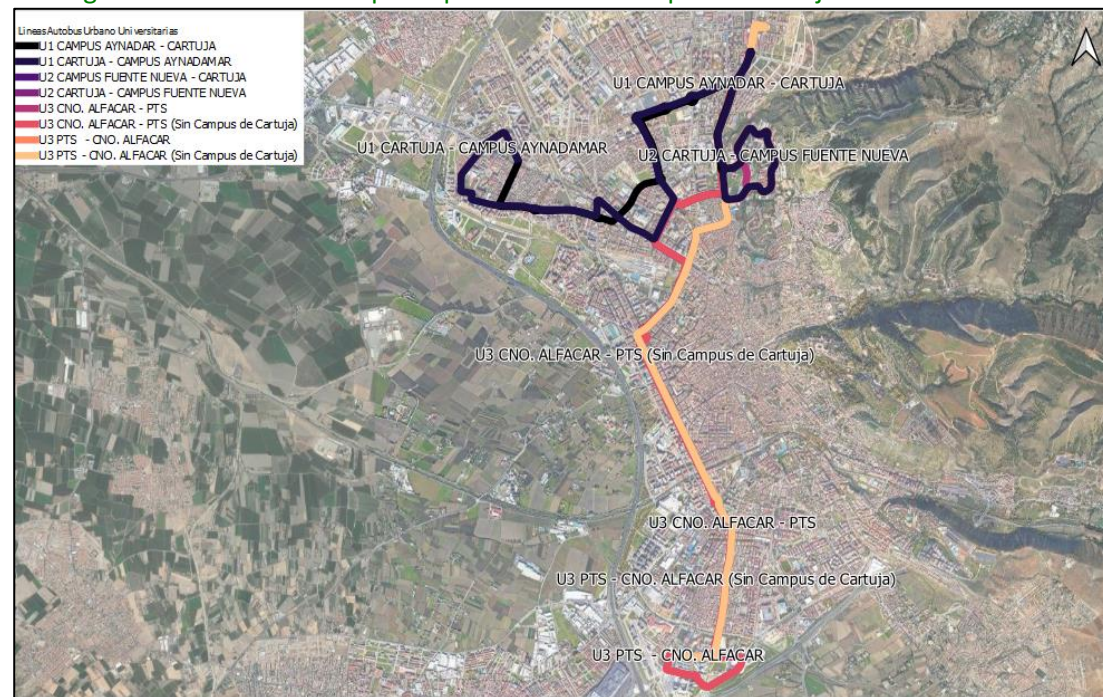 Lineas Autobus Urbano Universitarias
U1 CAMPUS AYNADAR - CARTUJA
U1 CARTUJA - CAMPUS AYNADAMAR
U2 CAMPUS FUENTE NUEVA - CARTUJA
U2 CARTUJA - CAMPUS FUENTE NUEVA
U3 CNO. ALFACAR - PTS
U3 CNO. ALFACAR - PTS (Sin Campus de Cartuja)
U3 PTS - CNO. ALFACAR
U3 PTS - CNO. ALFACAR (Sin Campus de Cartuja)
U1 CAMPUS AYNADAR - CARTUJA
U1 CARTUJA - CAMPUS AYNADAMAR
U2 CARTUJA - CAMPUS FUENTE NUEVA
U3 CNO. ALFACAR - PTS (Sin Campus de Cartuja)
U3 CNO. ALFACAR - PTS
U3 PTS - CNO. ALFACAR (Sin Campus de Cartuja)
U3 PTS - CNO. ALFACAR